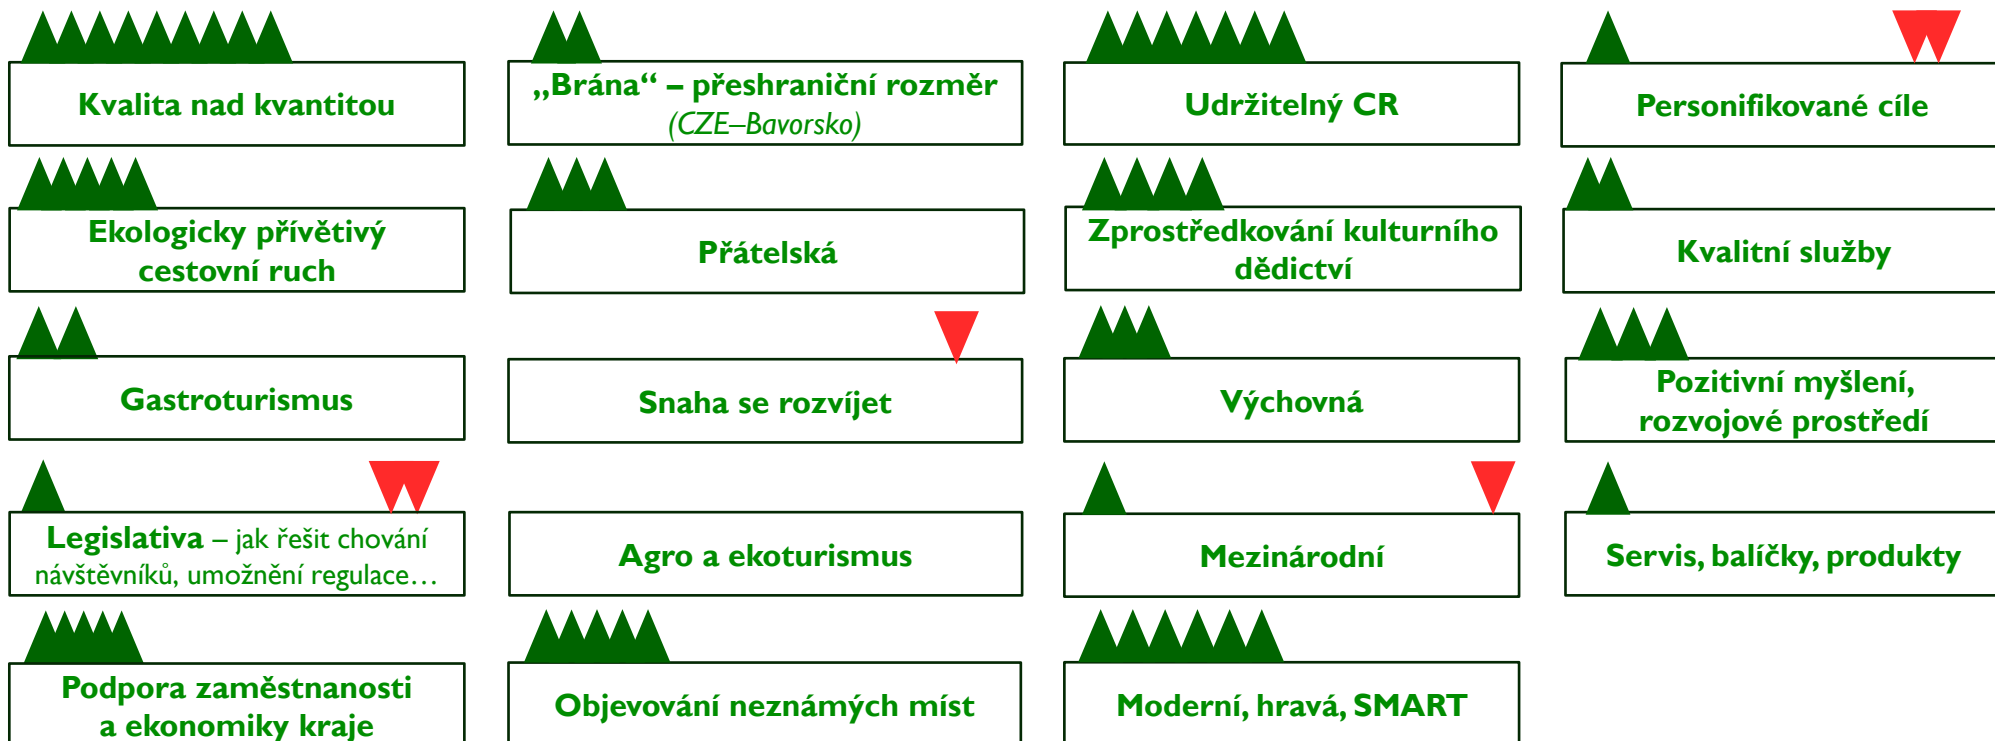 Kvalita nad kvantitou
„Brána“ – přeshraniční rozměr
(CZE–Bavorsko)
Udržitelný CR
Personifikované cíle
Ekologicky přívětivý
cestovní ruch
Přátelská
Zprostředkování kulturního
dědictví
Kvalitní služby
Gastroturismus
Snaha se rozvíjet
Výchovná
Pozitivní myšlení,
rozvojové prostředí
Legislativa – jak řešit chování
návštěvníků, umožnění regulace…
Agro a ekoturismus
Mezinárodní
Servis, balíčky, produkty
Podpora zaměstnanosti
a ekonomiky kraje
Objevování neznámých míst
Moderní, hravá, SMART